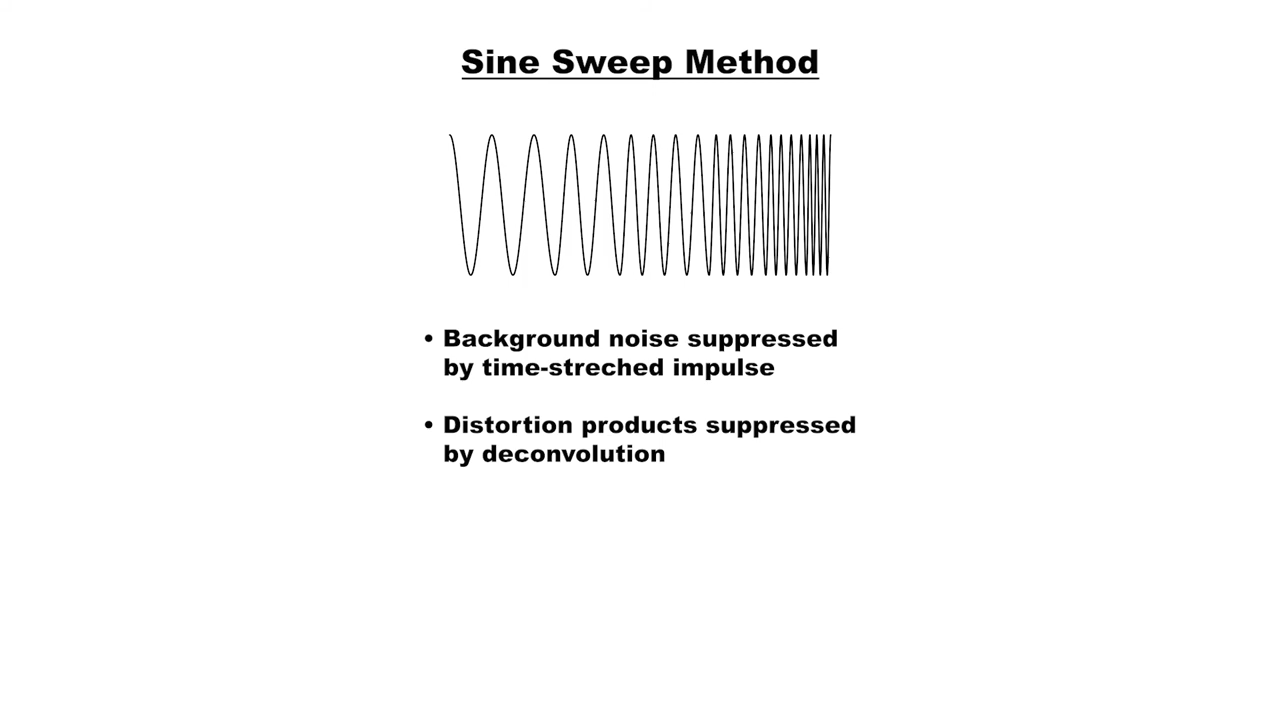 Sine Sweep Method
• Background noise suppressed
by time-streched impulse
• Distortion products suppressed
by deconvolution